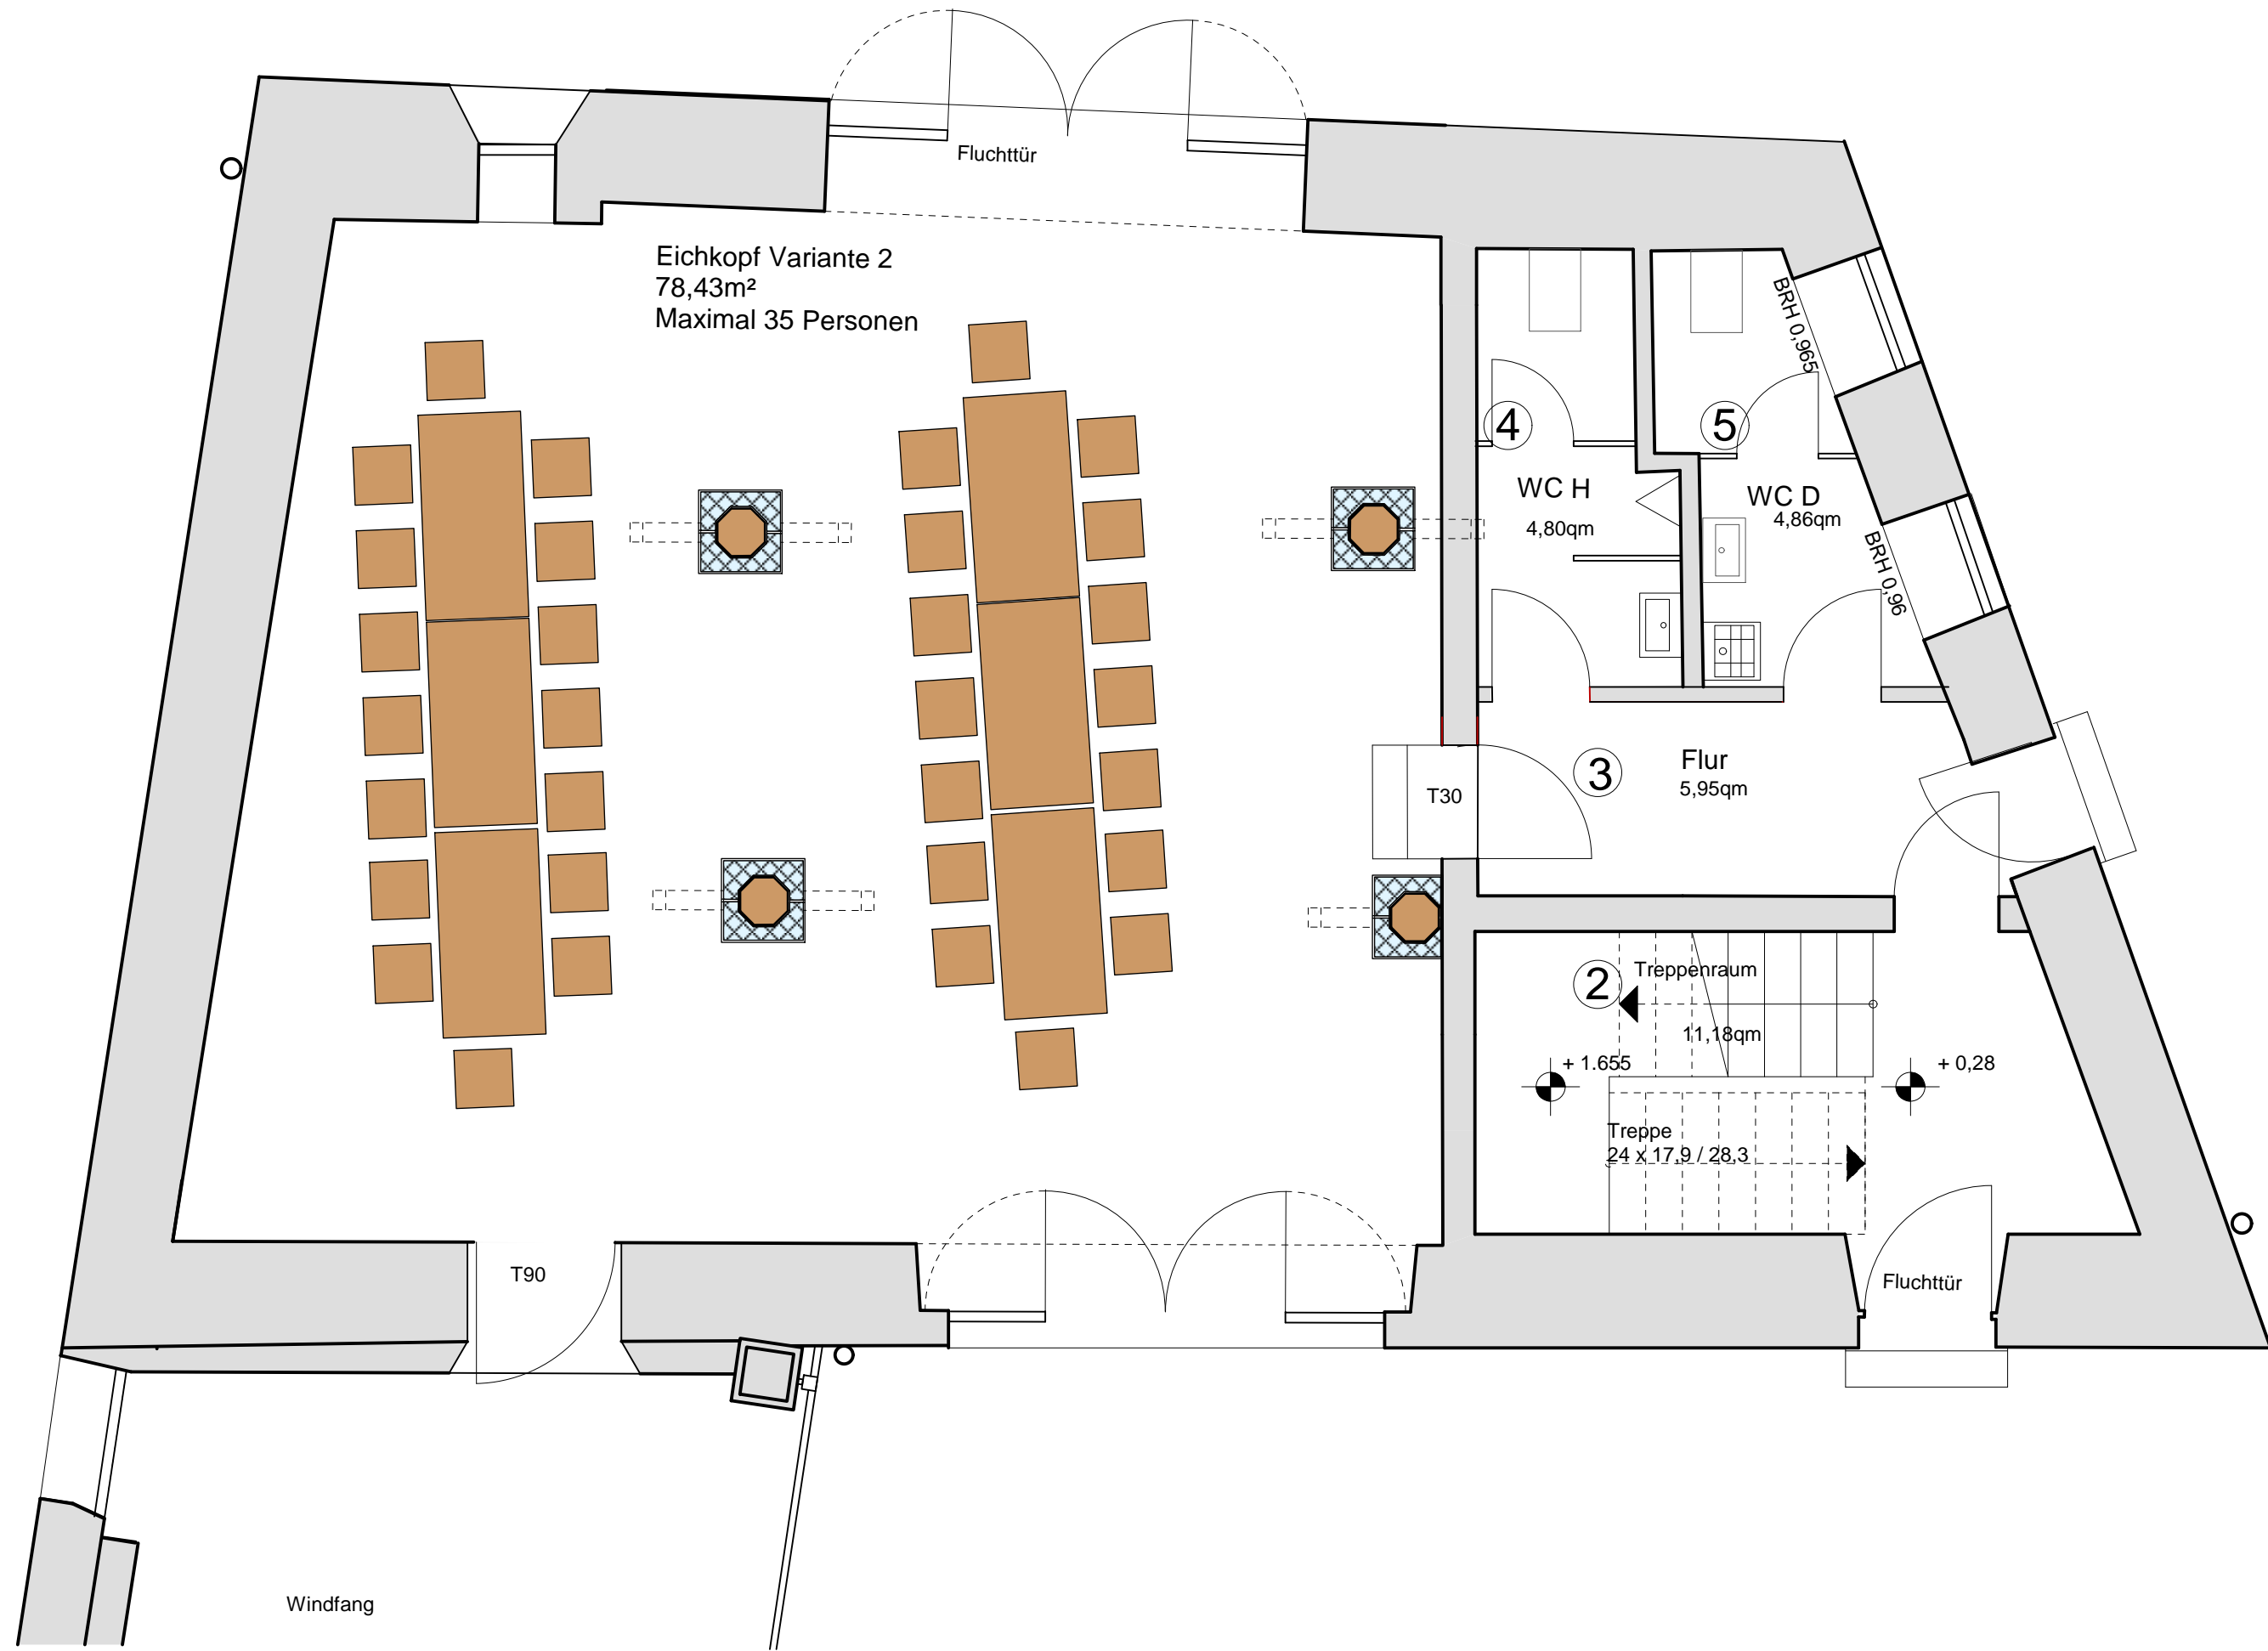 Fluchttür
Eichkopf Variante 2
78,43m²
Maximal 35 Personen
BRH 0,965
4
5
WC H
4,80qm
WC D
4,86qm
BRH 0,96
3
Flur
5,95qm
T30
2
Treppenraum
11,18qm
+ 1.655
+ 0,28
Treppe
24 x 17,9 / 28,3
T90
Fluchttür
Windfang